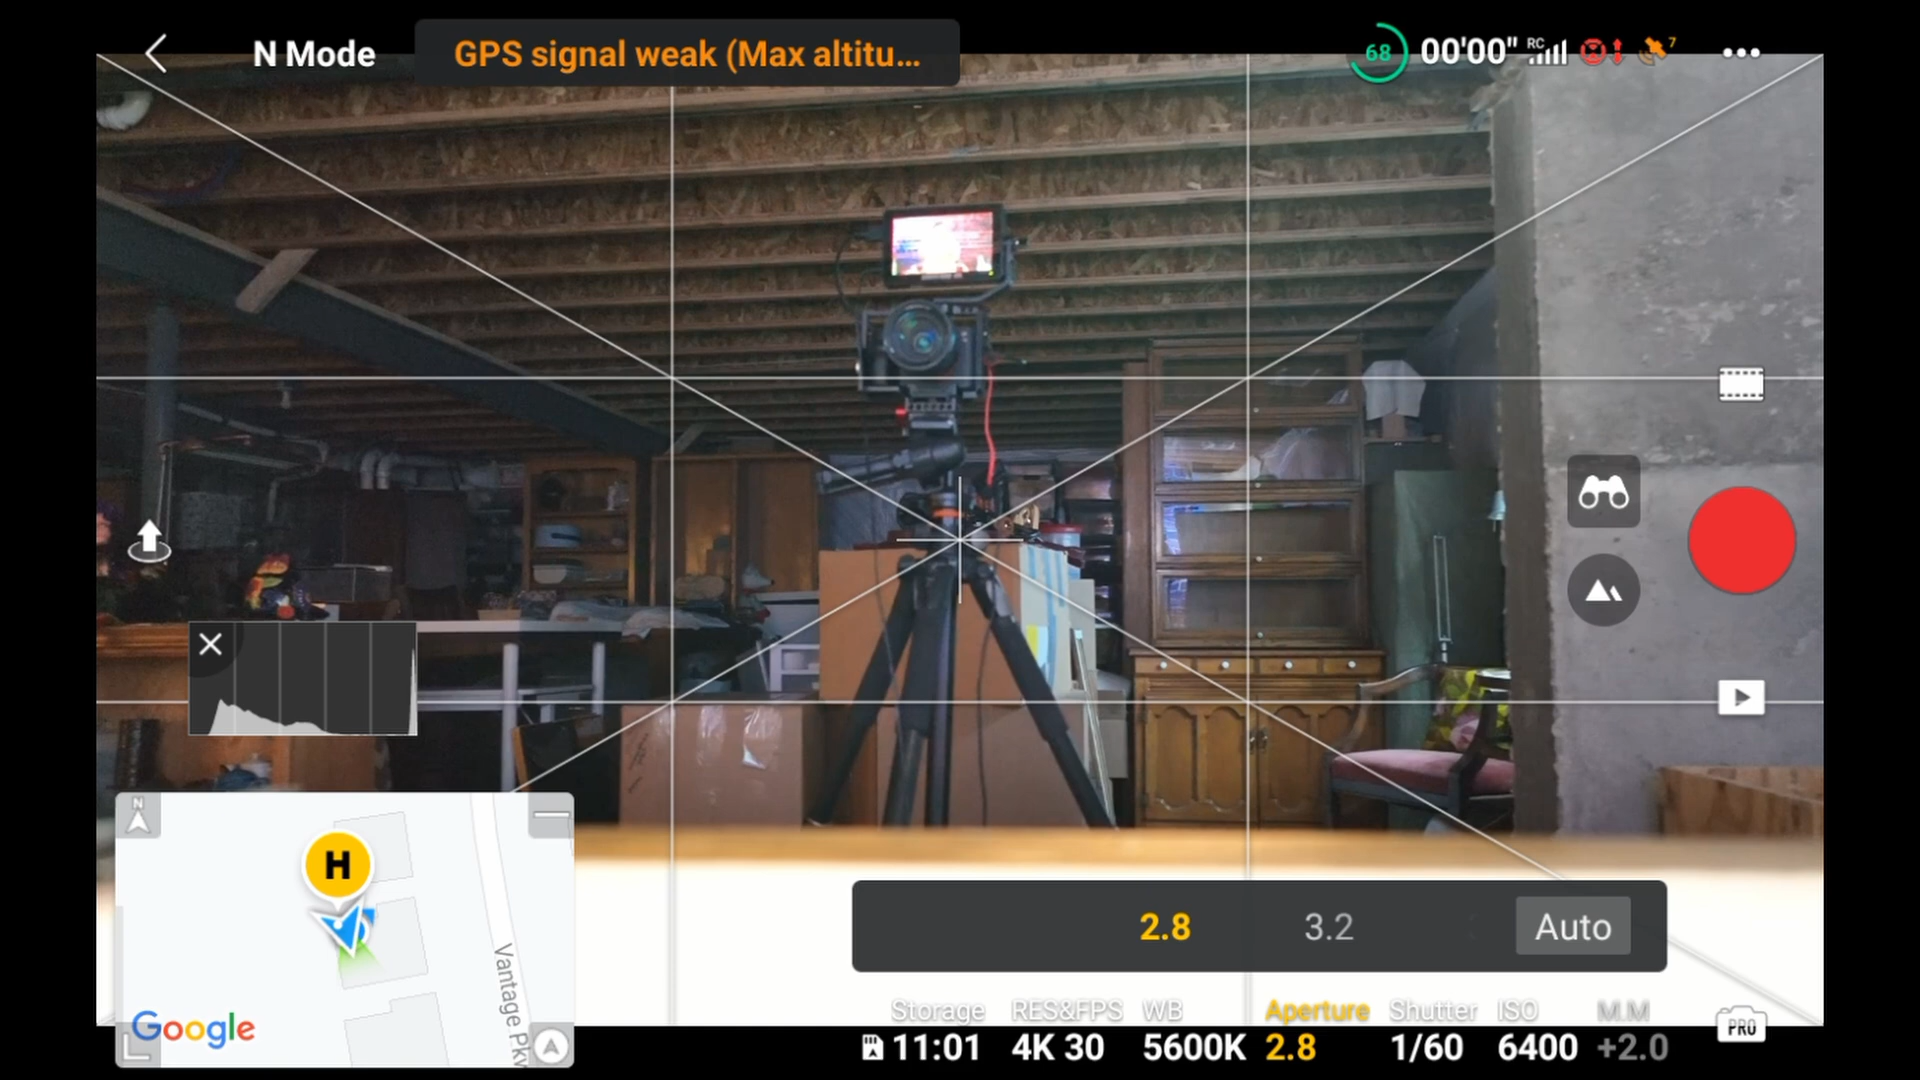 N Mode
GPS signal weak (Max altitu...
68
00'00"
RC
7
N
H
Vantage Pkwy
Google
2.8
3.2
Auto
Storage
RES&FPS
WB
Aperture
Shutter
ISO
M.M
11:01
4K 30
5600K
2.8
1/60
6400
+2.0
PRO